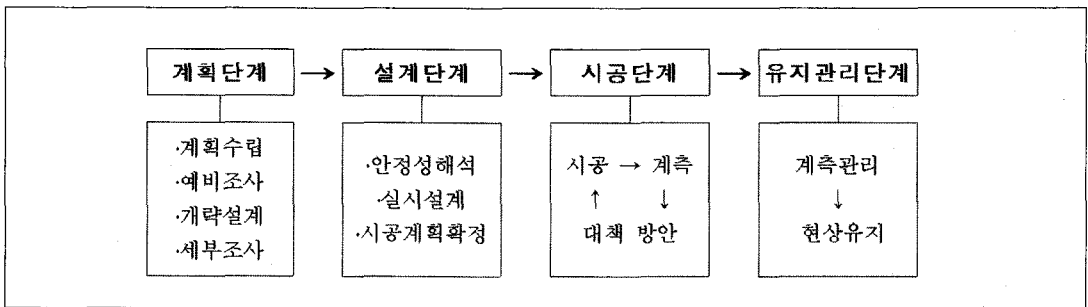 계획단계 → 설계단계 → 시공단계 → 유지관리단계
·계획수립
·예비조사
·개략설계
·세부조사
·안정성해석
·실시설계
·시공계획확정
시공 → 계측
↑ ↓
대책 방안
계측관리
↓
현상유지